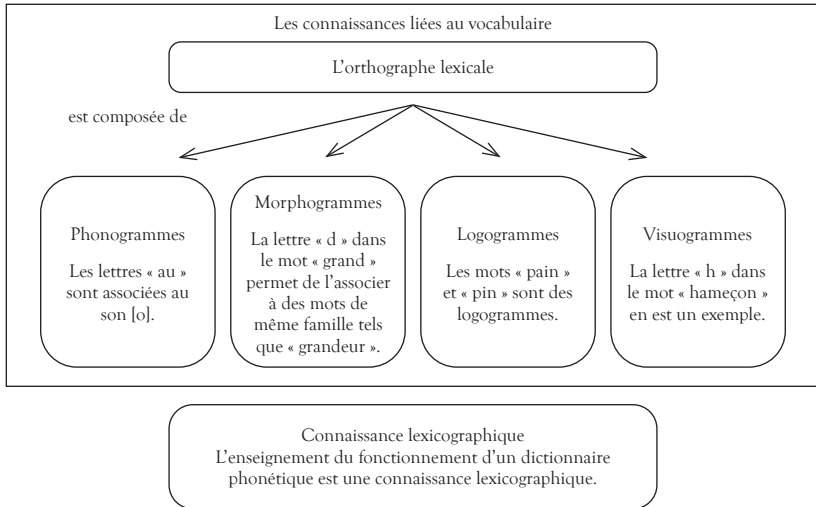 Les connaissances liées au vocabulaire
L'orthographe lexicale
est composée de
Phonogrammes
Les lettres « au »
sont associées au
son [o].
Morphogrammes
La lettre « d » dans
le mot « grand »
permet de l'associer
à des mots de
même famille tels
que « grandeur ».
Logogrammes
Les mots « pain »
et « pin » sont des
logogrammes.
Visuogrammes
La lettre « h » dans
le mot « hameçon »
en est un exemple.
Connaissance lexicographique
L'enseignement du fonctionnement d'un dictionnaire
phonétique est une connaissance lexicographique.